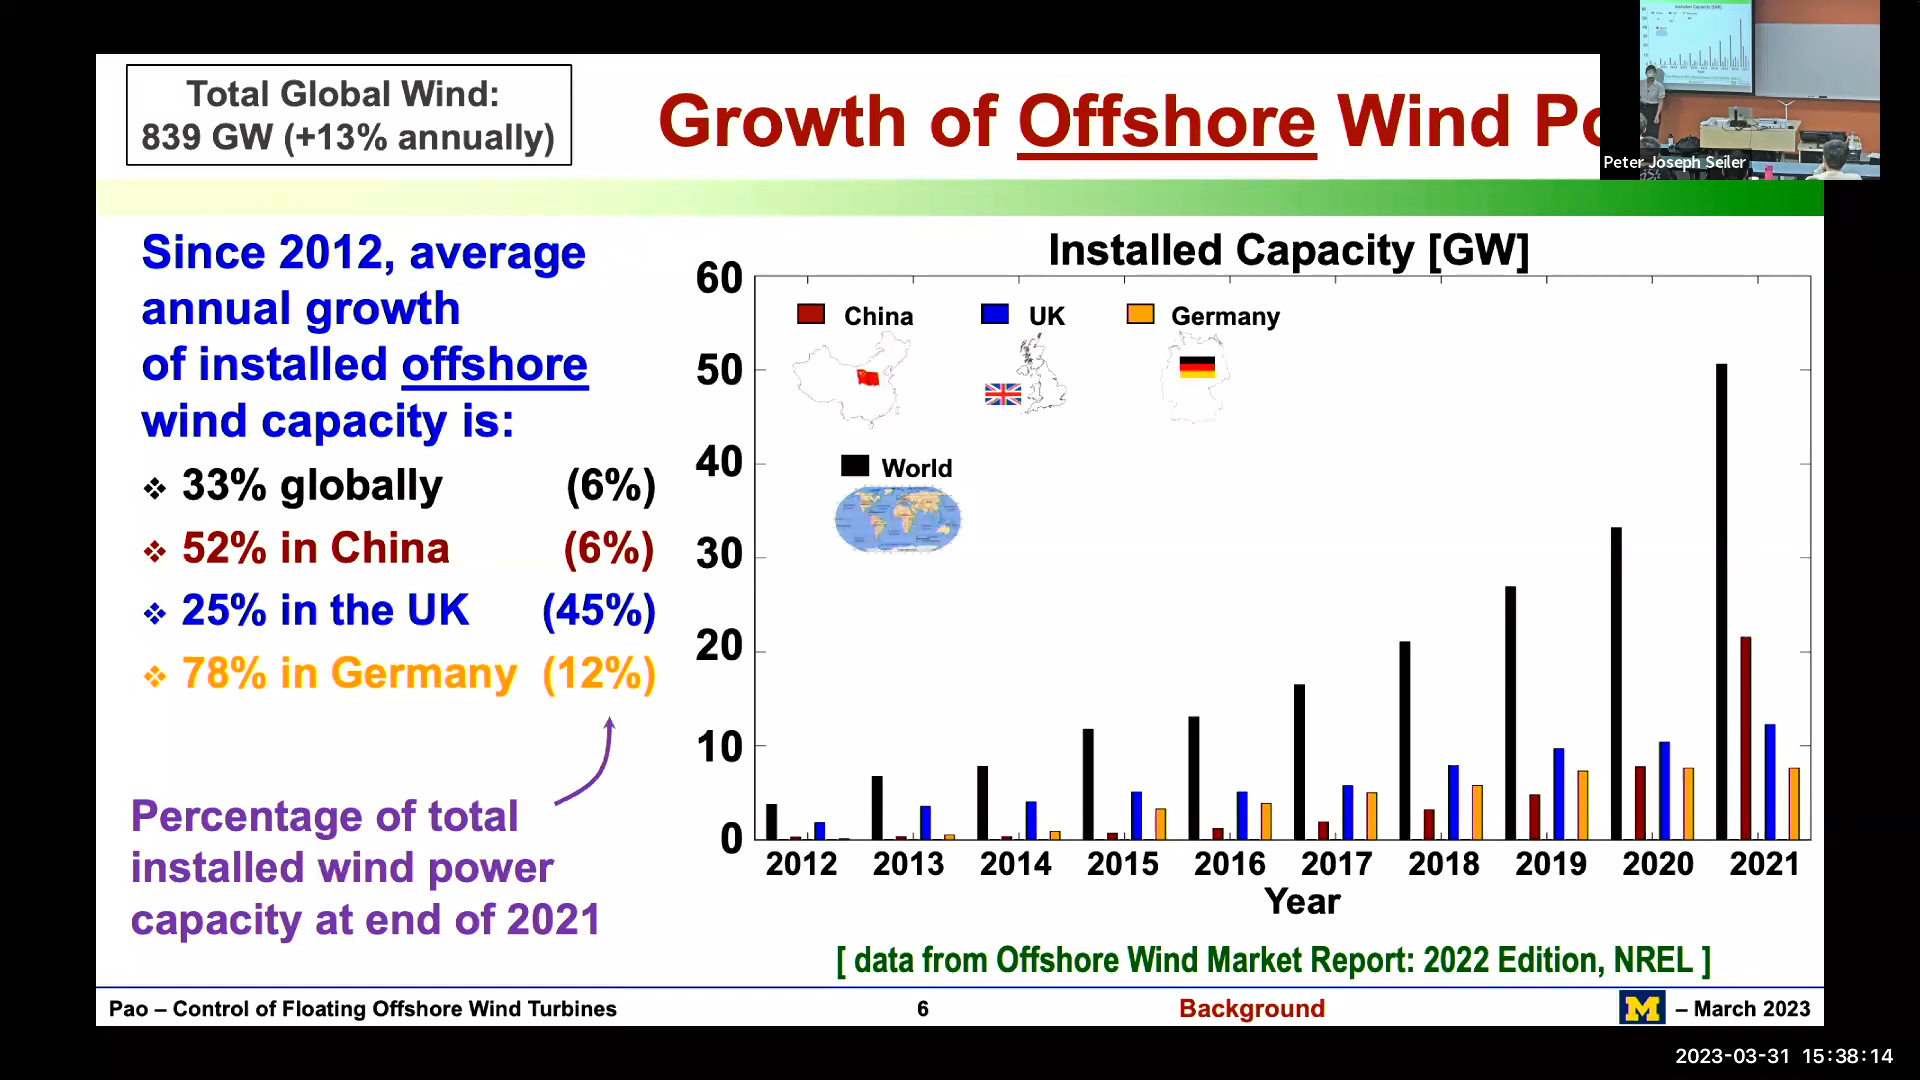 Total Global Wind:
839 GW (+13% annually)
Growth of Offshore Wind Po
Peter Joseph Seiler
Since 2012, average
annual growth
of installed offshore
wind capacity is:
❖ 33% globally (6%)
❖ 52% in China (6%)
❖ 25% in the UK (45%)
❖ 78% in Germany (12%)
Percentage of total
installed wind power
capacity at end of 2021
Installed Capacity [GW]
60
50
40
30
20
10
0
China UK Germany
World
2012 2013 2014 2015 2016 2017 2018 2019 2020 2021
Year
[ data from Offshore Wind Market Report: 2022 Edition, NREL ]
Pao – Control of Floating Offshore Wind Turbines 6 Background M – March 2023
2023-03-31 15:38:14